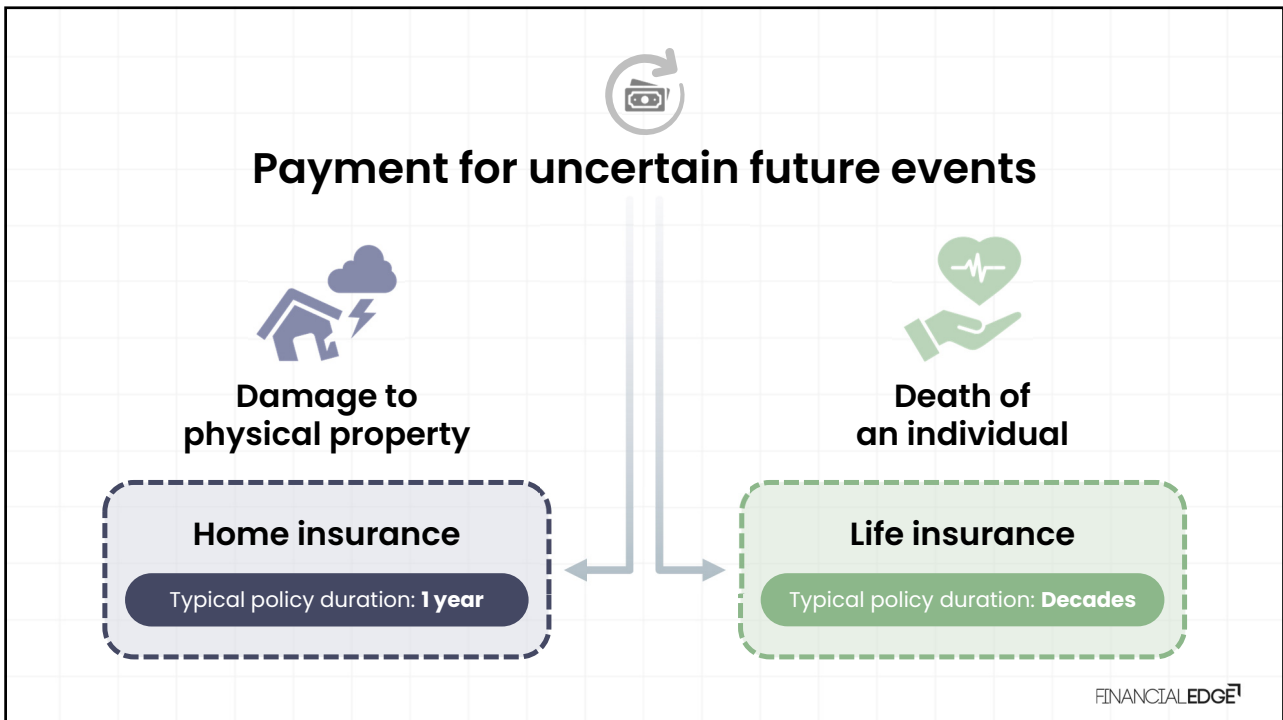 Payment for uncertain future events
Damage to
physical property
Home insurance
Typical policy duration: 1 year
Death of
an individual
Life insurance
Typical policy duration: Decades
FINANCIALEDGE